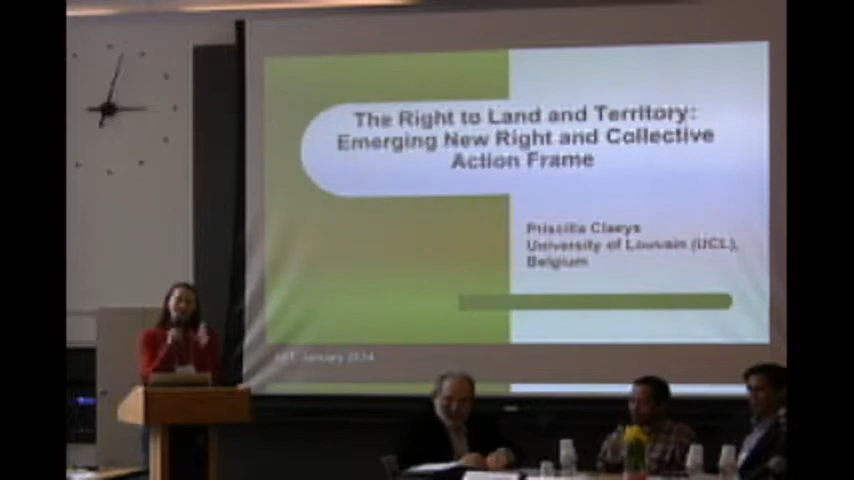 The Right to Land and Territory:
Emerging New Right and Collective
Action Frame
Priscilla Claeys
University of Louvain (UCL),
Belgium
January 2014